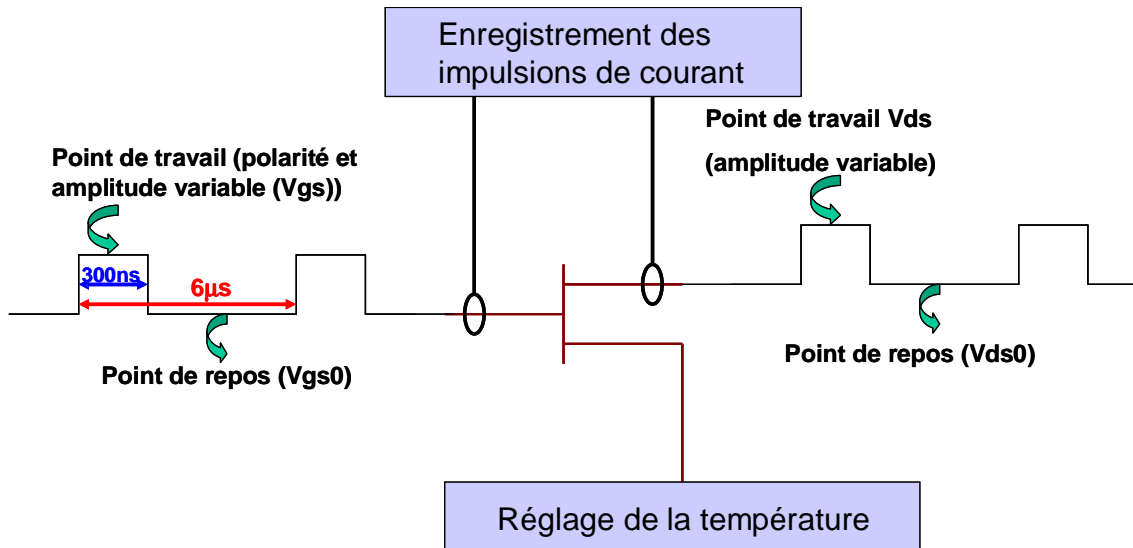 Enregistrement des
impulsions de courant
Point de travail Vds
(amplitude variable)
Point de travail (polarité et
amplitude variable (Vgs))
300ns
6µs
Point de repos (Vgs0)
Point de repos (Vds0)
Réglage de la température